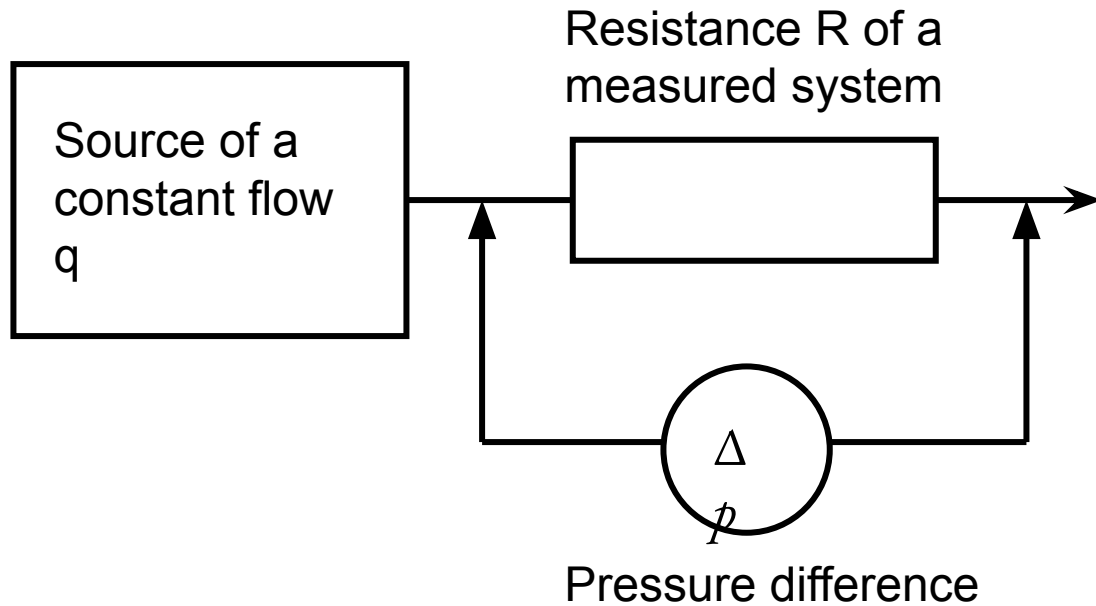 Resistance R of a
measured system
Source of a
constant flow
q
Δ
p
Pressure difference